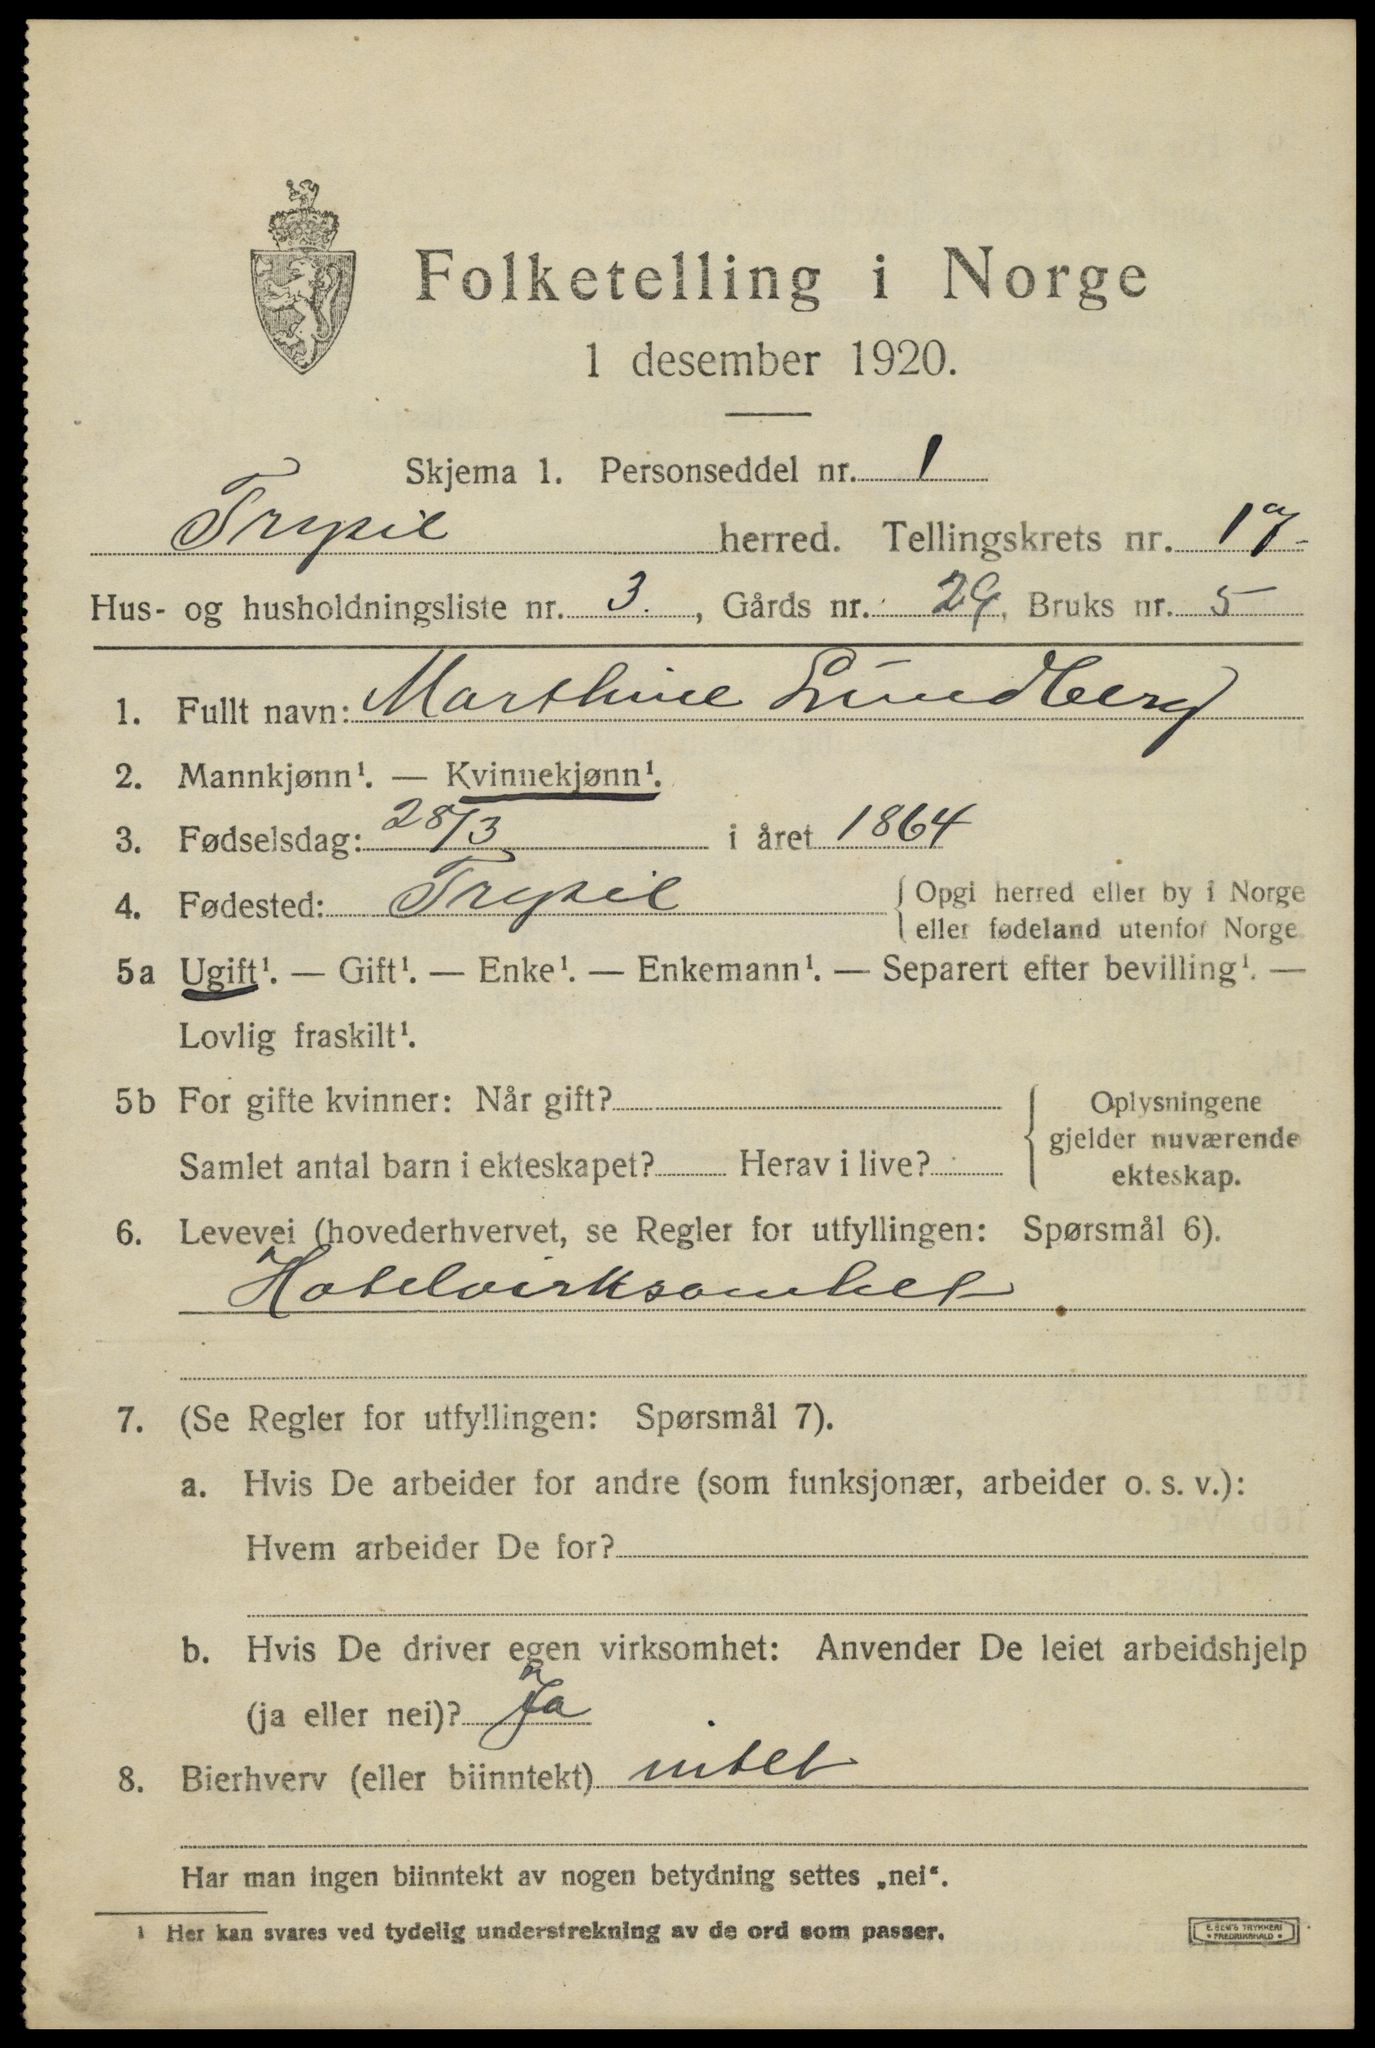 Folketelling i Norge
1 desember 1920.
Skjema 1. Personseddel nr. 1
Trysil herred. Tellingskrets nr. 17
Hus- og husholdningsliste nr. 3. , Gårds nr. 29, Bruks nr. 5
1. Fullt navn: Marthine Lundberg
2. Mannkjønn¹. — Kvinnekjønn¹.
3. Fødselsdag: 28/3 i året 1864
4. Fødested: Trysil { Opgi herred eller by i Norge
eller fødeland utenfor Norge
5a Ugift¹. — Gift¹. — Enke¹. — Enkemann¹. — Separert efter bevilling¹. —
Lovlig fraskilt¹.
5b For gifte kvinner: Når gift? { Oplysningene
gjelder nuværende
Samlet antal barn i ekteskapet? Herav i live? ekteskap.
6. Levevei (hovederhvervet, se Regler for utfyllingen: Spørsmål 6).
Hotelvirksomhet
7. (Se Regler for utfyllingen: Spørsmål 7).
a. Hvis De arbeider for andre (som funksjonær, arbeider o. s. v.):
Hvem arbeider De for?
b. Hvis De driver egen virksomhet: Anvender De leiet arbeidshjelp
(ja eller nei)? Ja
8. Bierhverv (eller biinntekt) intet
Har man ingen biinntekt av nogen betydning settes „nei“.
¹ Her kan svares ved tydelig understrekning av de ord som passer.
E. SEM'S TRYKKERI
FREDRIKSHALD